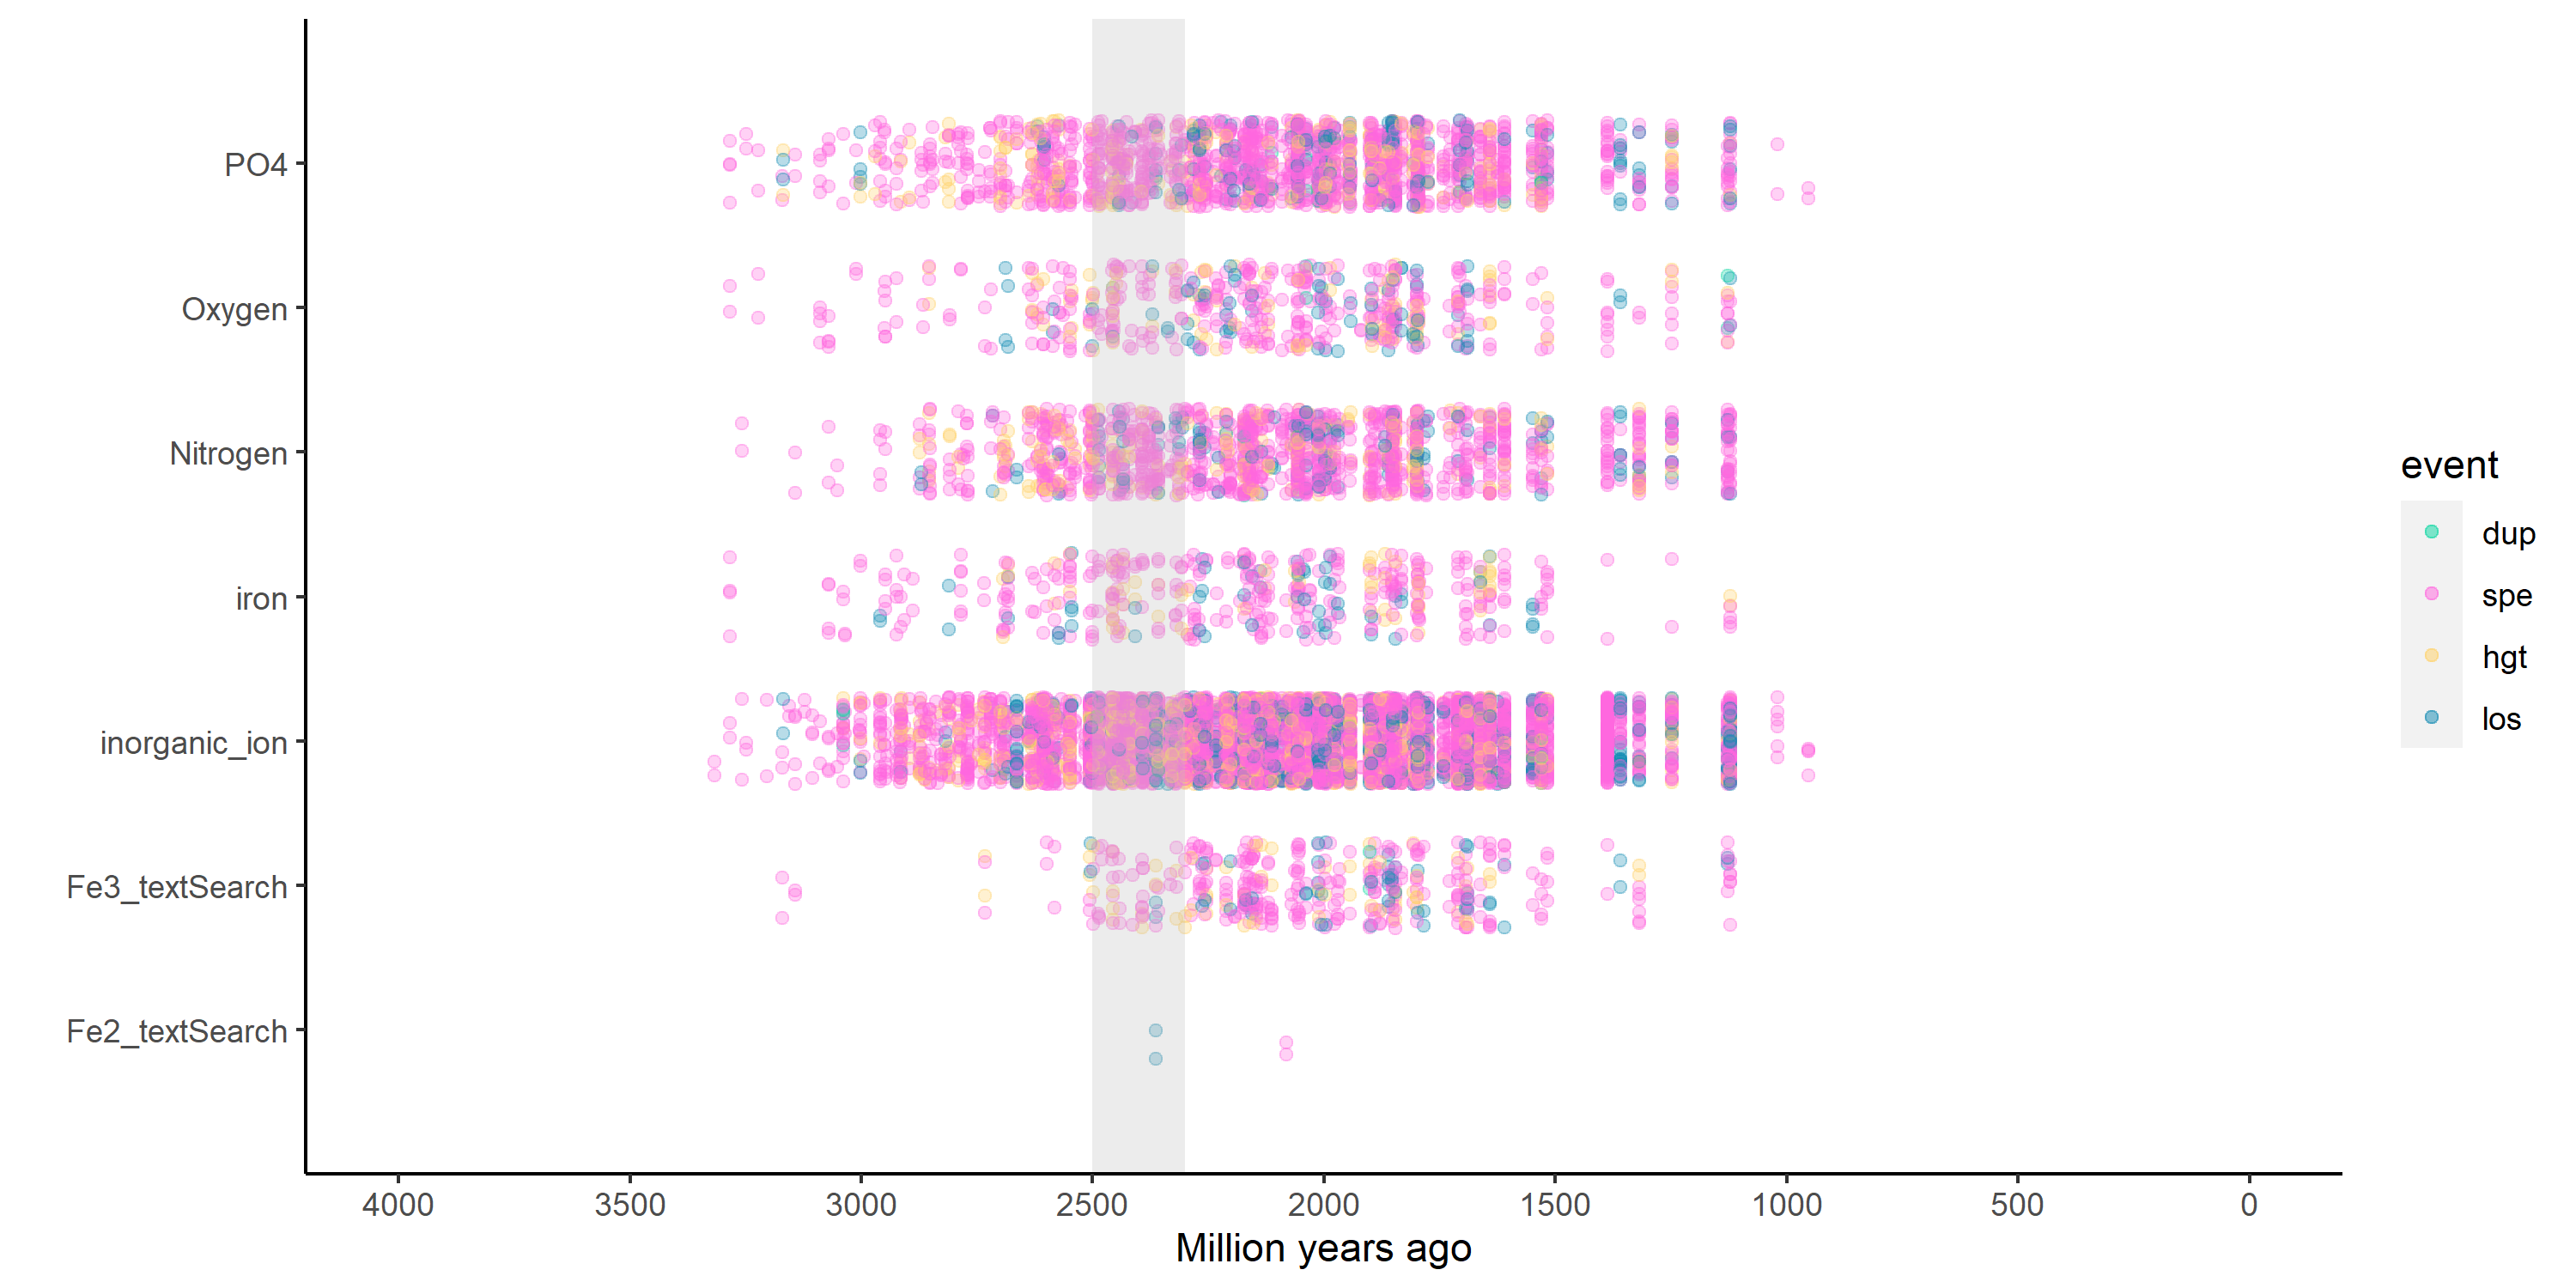 PO4
Oxygen
Nitrogen
iron
inorganic_ion
Fe3_textSearch
Fe2_textSearch
4000 3500 3000 2500 2000 1500 1000 500 0
Million years ago
event
dup
spe
hgt
los